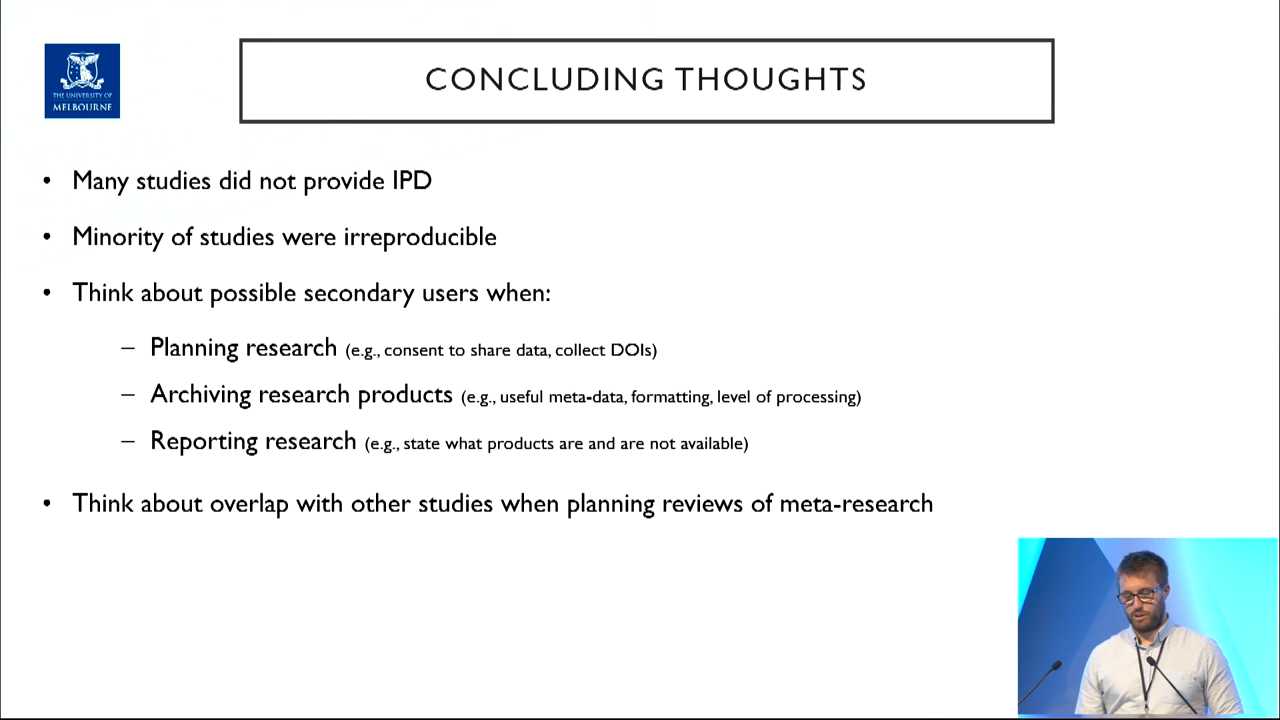 THE UNIVERSITY OF
MELBOURNE
CONCLUDING THOUGHTS
• Many studies did not provide IPD
• Minority of studies were irreproducible
• Think about possible secondary users when:
– Planning research (e.g., consent to share data, collect DOIs)
– Archiving research products (e.g., useful meta-data, formatting, level of processing)
– Reporting research (e.g., state what products are and are not available)
• Think about overlap with other studies when planning reviews of meta-research